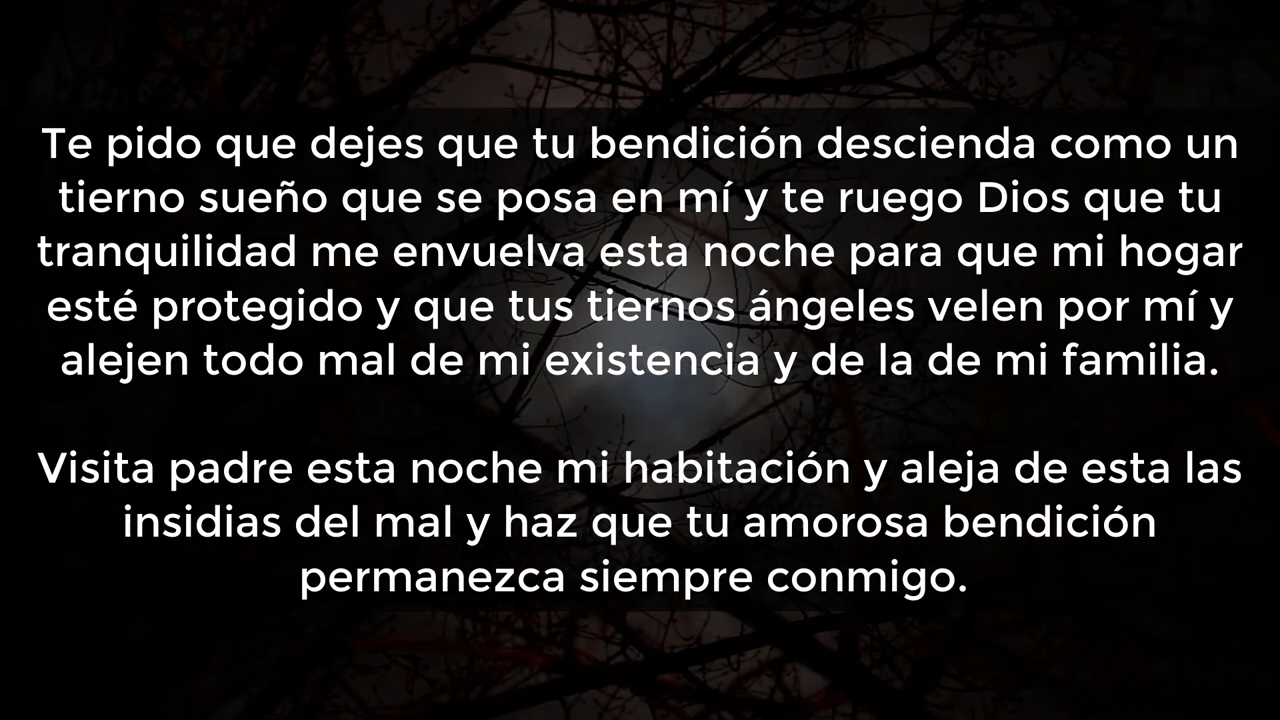 Te pido que dejes que tu bendición descienda como un
tierno sueño que se posa en mí y te ruego Dios que tu
tranquilidad me envuelva esta noche para que mi hogar
esté protegido y que tus tiernos ángeles velen por mí y
alejen todo mal de mi existencia y de la de mi familia.
Visita padre esta noche mi habitación y aleja de esta las
insidias del mal y haz que tu amorosa bendición
permanezca siempre conmigo.